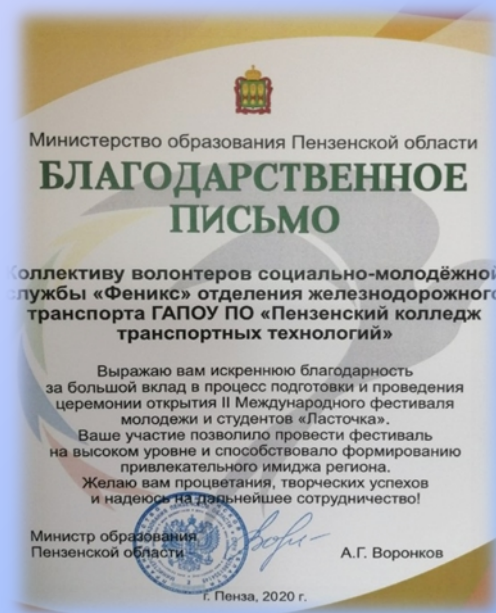 Министерство образования Пензенской области
БЛАГОДАРСТВЕННОЕ
ПИСЬМО
Коллективу волонтеров социально-молодёжной
службы «Феникс» отделения железнодорожного
транспорта ГАПОУ ПО «Пензенский колледж
транспортных технологий»
Выражаю вам искреннюю благодарность
за большой вклад в процесс подготовки и проведения
церемонии открытия II Международного фестиваля
молодежи и студентов «Ласточка».
Ваше участие позволило провести фестиваль
на высоком уровне и способствовало формированию
привлекательного имиджа региона.
Желаю вам процветания, творческих успехов
и надеюсь на дальнейшее сотрудничество!
Министр образования
Пензенской области
А.Г. Воронков
г. Пенза, 2020 г.